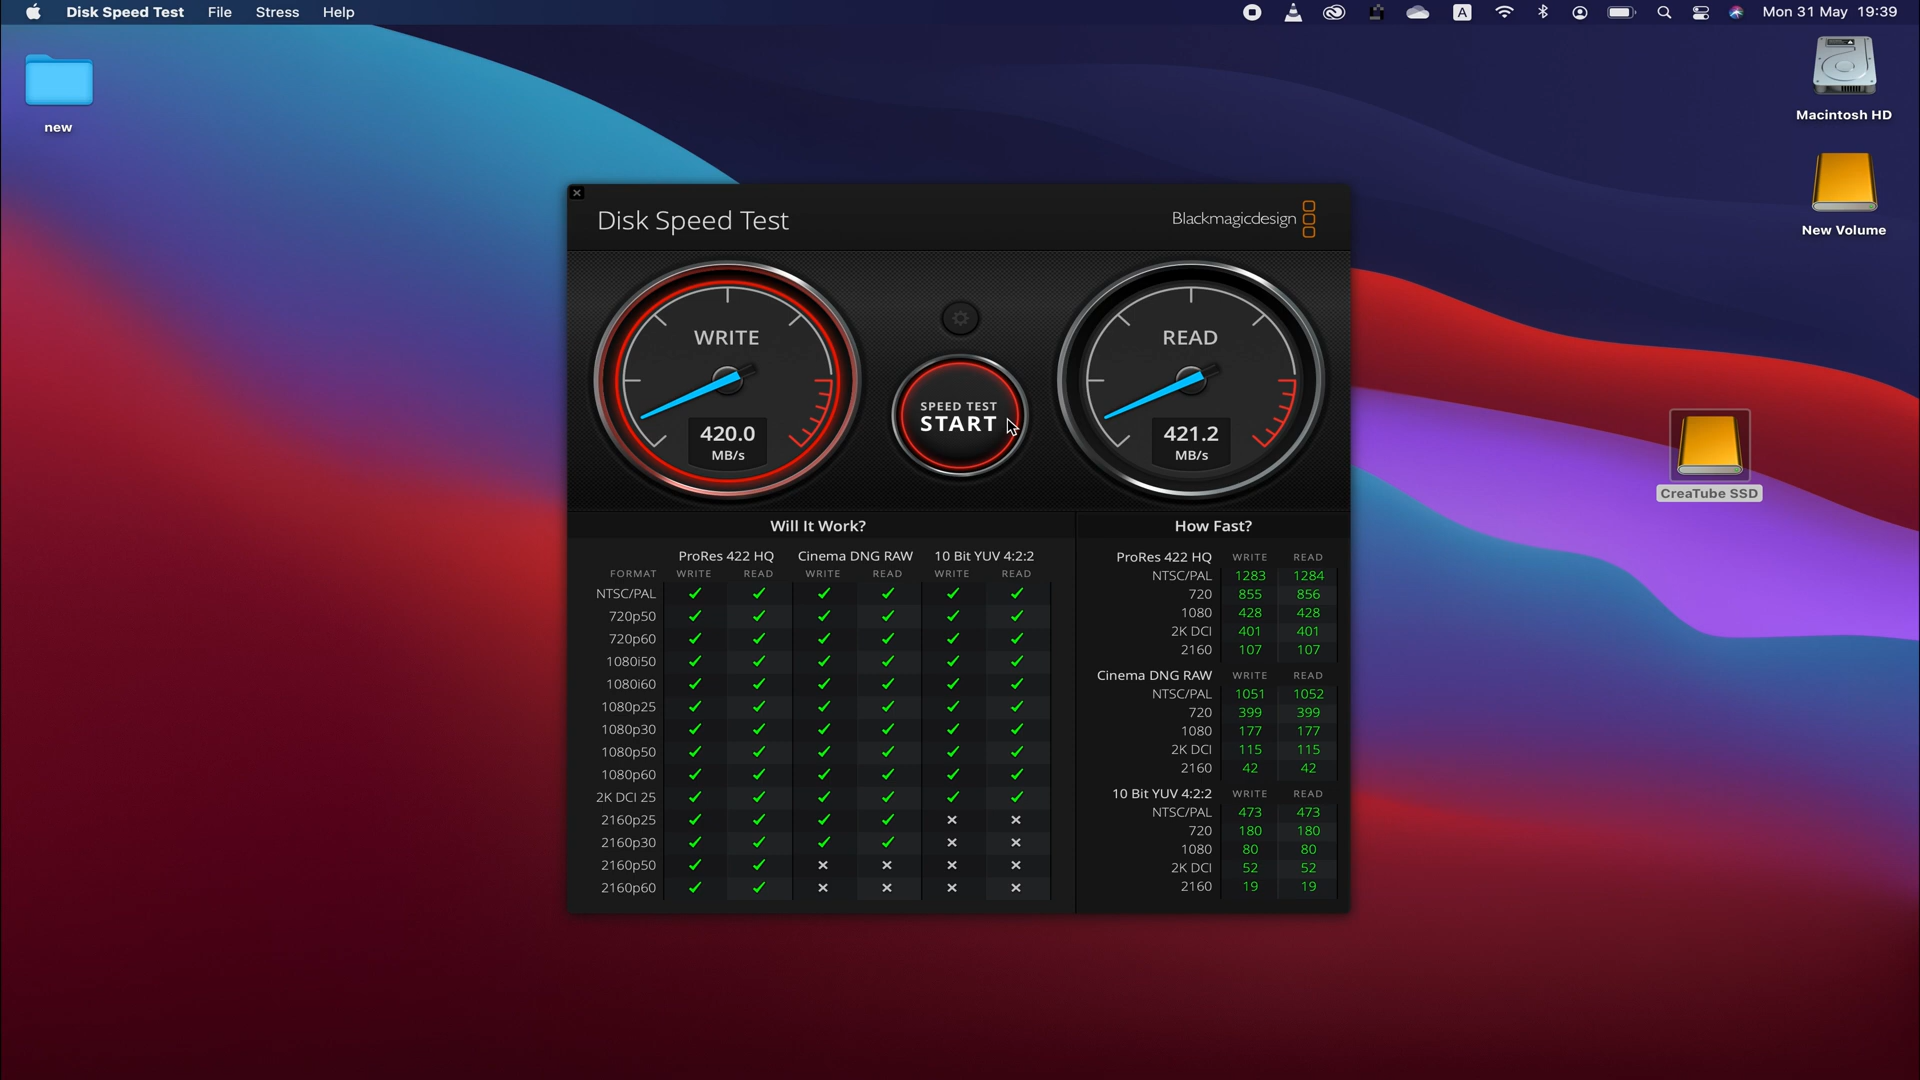 Disk Speed Test File Stress Help
A Mon 31 May 19:39
new
Macintosh HD
New Volume
CreaTube SSD
Disk Speed Test
Blackmagicdesign
WRITE
420.0
MB/s
SPEED TEST
START
READ
421.2
MB/s
Will It Work?
ProRes 422 HQ Cinema DNG RAW 10 Bit YUV 4:2:2
FORMAT WRITE READ WRITE READ WRITE READ
NTSC/PAL ✓ ✓ ✓ ✓ ✓ ✓
720p50 ✓ ✓ ✓ ✓ ✓ ✓
720p60 ✓ ✓ ✓ ✓ ✓ ✓
1080i50 ✓ ✓ ✓ ✓ ✓ ✓
1080i60 ✓ ✓ ✓ ✓ ✓ ✓
1080p25 ✓ ✓ ✓ ✓ ✓ ✓
1080p30 ✓ ✓ ✓ ✓ ✓ ✓
1080p50 ✓ ✓ ✓ ✓ ✓ ✓
1080p60 ✓ ✓ ✓ ✓ ✓ ✓
2K DCI 25 ✓ ✓ ✓ ✓ ✓ ✓
2160p25 ✓ ✓ ✓ ✓ × ×
2160p30 ✓ ✓ ✓ ✓ × ×
2160p50 ✓ ✓ × × × ×
2160p60 ✓ ✓ × × × ×
How Fast?
ProRes 422 HQ WRITE READ
NTSC/PAL 1283 1284
720 855 856
1080 428 428
2K DCI 401 401
2160 107 107
Cinema DNG RAW WRITE READ
NTSC/PAL 1051 1052
720 399 399
1080 177 177
2K DCI 115 115
2160 42 42
10 Bit YUV 4:2:2 WRITE READ
NTSC/PAL 473 473
720 180 180
1080 80 80
2K DCI 52 52
2160 19 19